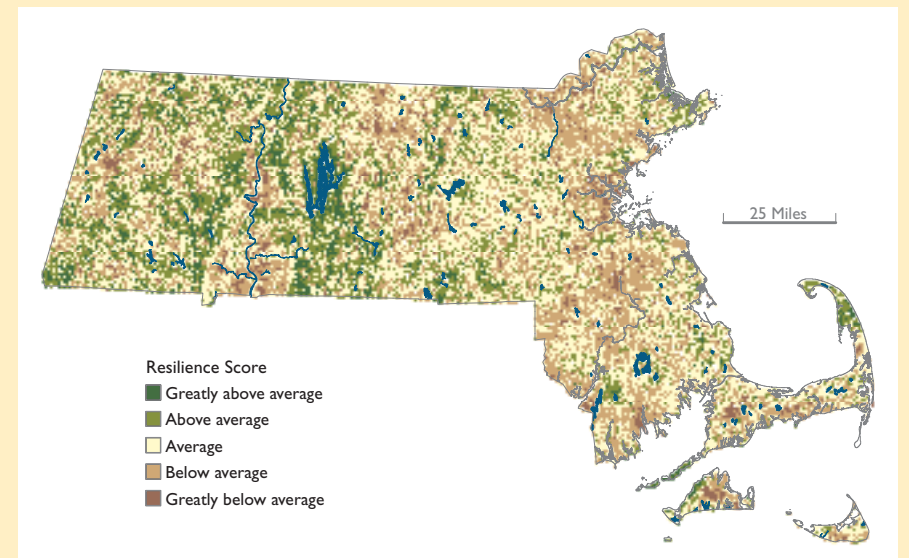 25 Miles
Resilience Score
Greatly above average
Above average
Average
Below average
Greatly below average